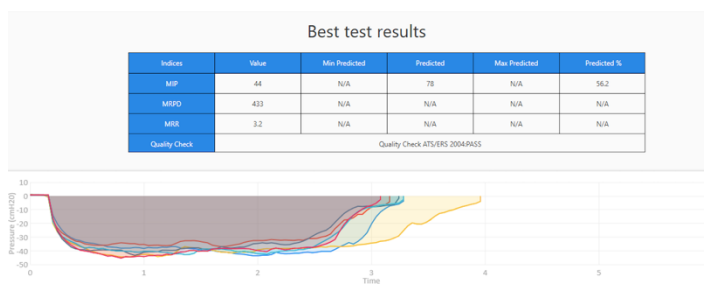 Best test results
Indices Value Min Predicted Predicted Max Predicted Predicted %
MIP 44 N/A 78 N/A 56.2
MRPD 433 N/A N/A N/A N/A
MRR 3.2 N/A N/A N/A N/A
Quality Check Quality Check ATS/ERS 2004:PASS
Pressure (cmH20)
10
0
-10
-20
-30
-40
-50
0 1 2 3 4 5
Time